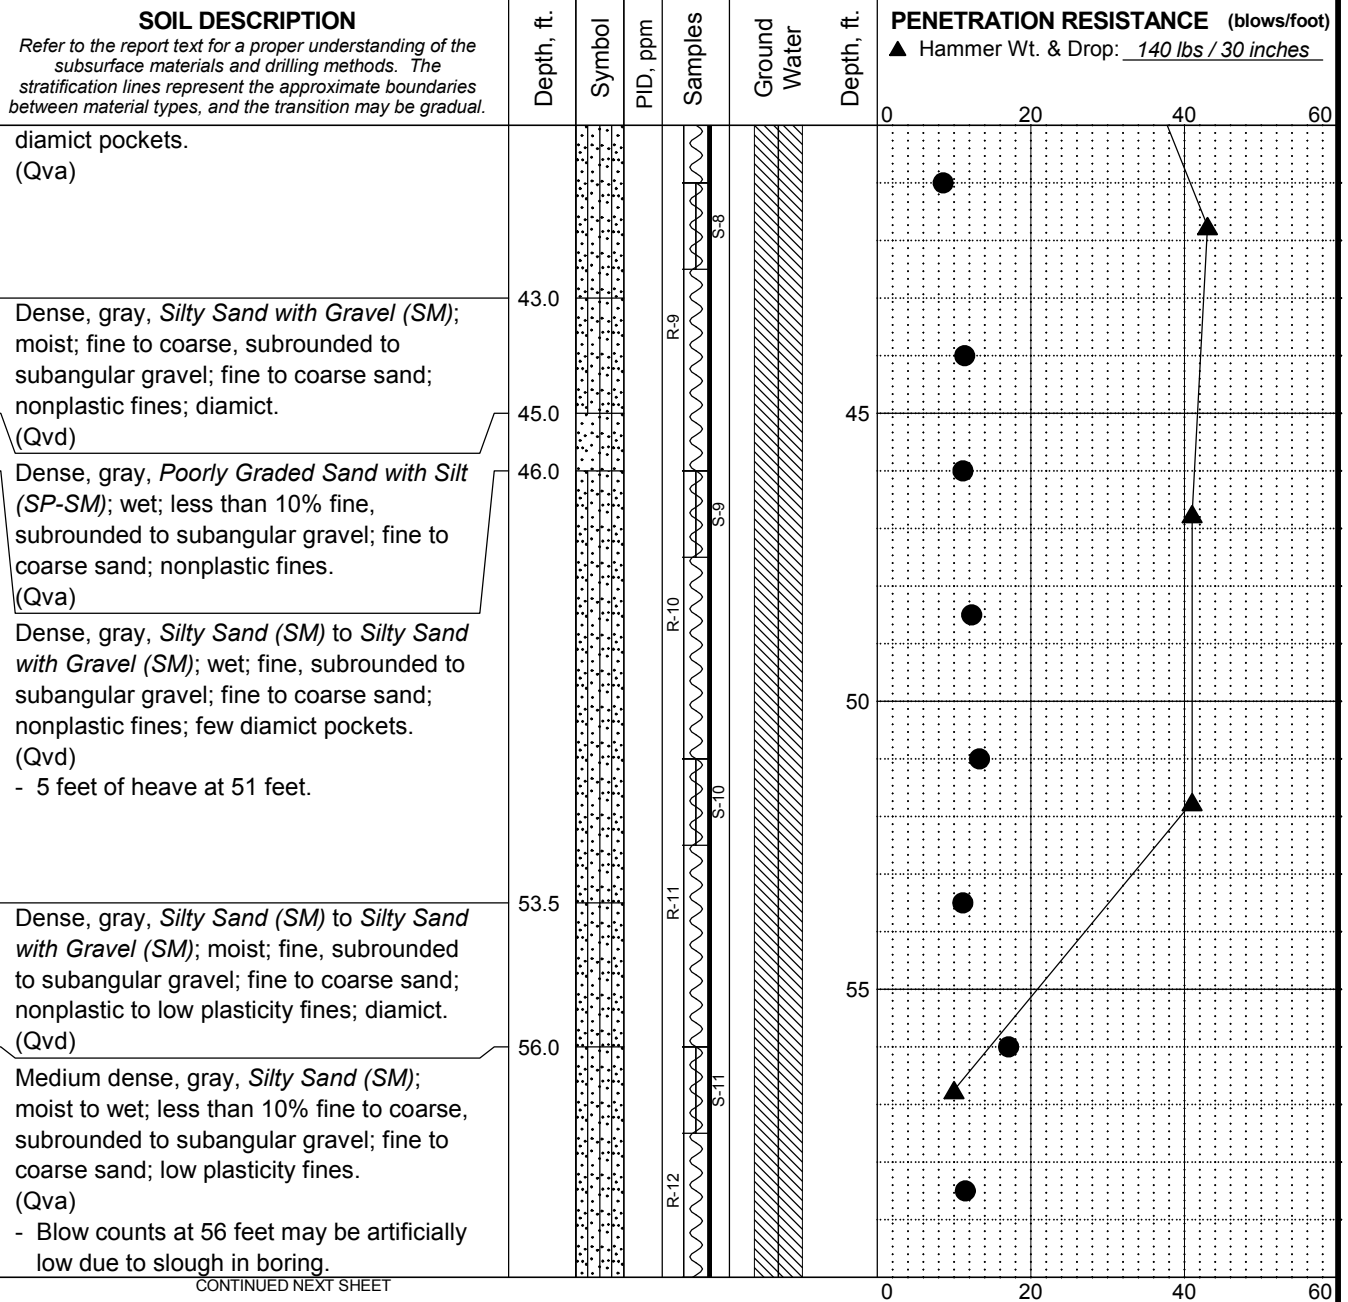 SOIL DESCRIPTION
Refer to the report text for a proper understanding of the
subsurface materials and drilling methods. The
stratification lines represent the approximate boundaries
between material types, and the transition may be gradual.
Depth, ft.
Symbol
PID, ppm
Samples
Ground
Water
Depth, ft.
PENETRATION RESISTANCE (blows/foot)
▲ Hammer Wt. & Drop: 140 lbs / 30 inches
0 20 40 60
diamict pockets.
(Qva)
S-8
43.0
Dense, gray, Silty Sand with Gravel (SM);
moist; fine to coarse, subrounded to
subangular gravel; fine to coarse sand;
nonplastic fines; diamict.
(Qvd)
R-9
45.0
45
46.0
Dense, gray, Poorly Graded Sand with Silt
(SP-SM); wet; less than 10% fine,
subrounded to subangular gravel; fine to
coarse sand; nonplastic fines.
(Qva)
S-9
R-10
Dense, gray, Silty Sand (SM) to Silty Sand
with Gravel (SM); wet; fine, subrounded to
subangular gravel; fine to coarse sand;
nonplastic fines; few diamict pockets.
(Qvd)
- 5 feet of heave at 51 feet.
50
S-10
53.5
R-11
Dense, gray, Silty Sand (SM) to Silty Sand
with Gravel (SM); moist; fine, subrounded
to subangular gravel; fine to coarse sand;
nonplastic to low plasticity fines; diamict.
(Qvd)
55
56.0
Medium dense, gray, Silty Sand (SM);
moist to wet; less than 10% fine to coarse,
subrounded to subangular gravel; fine to
coarse sand; low plasticity fines.
(Qva)
- Blow counts at 56 feet may be artificially
low due to slough in boring.
S-11
R-12
CONTINUED NEXT SHEET
0 20 40 60